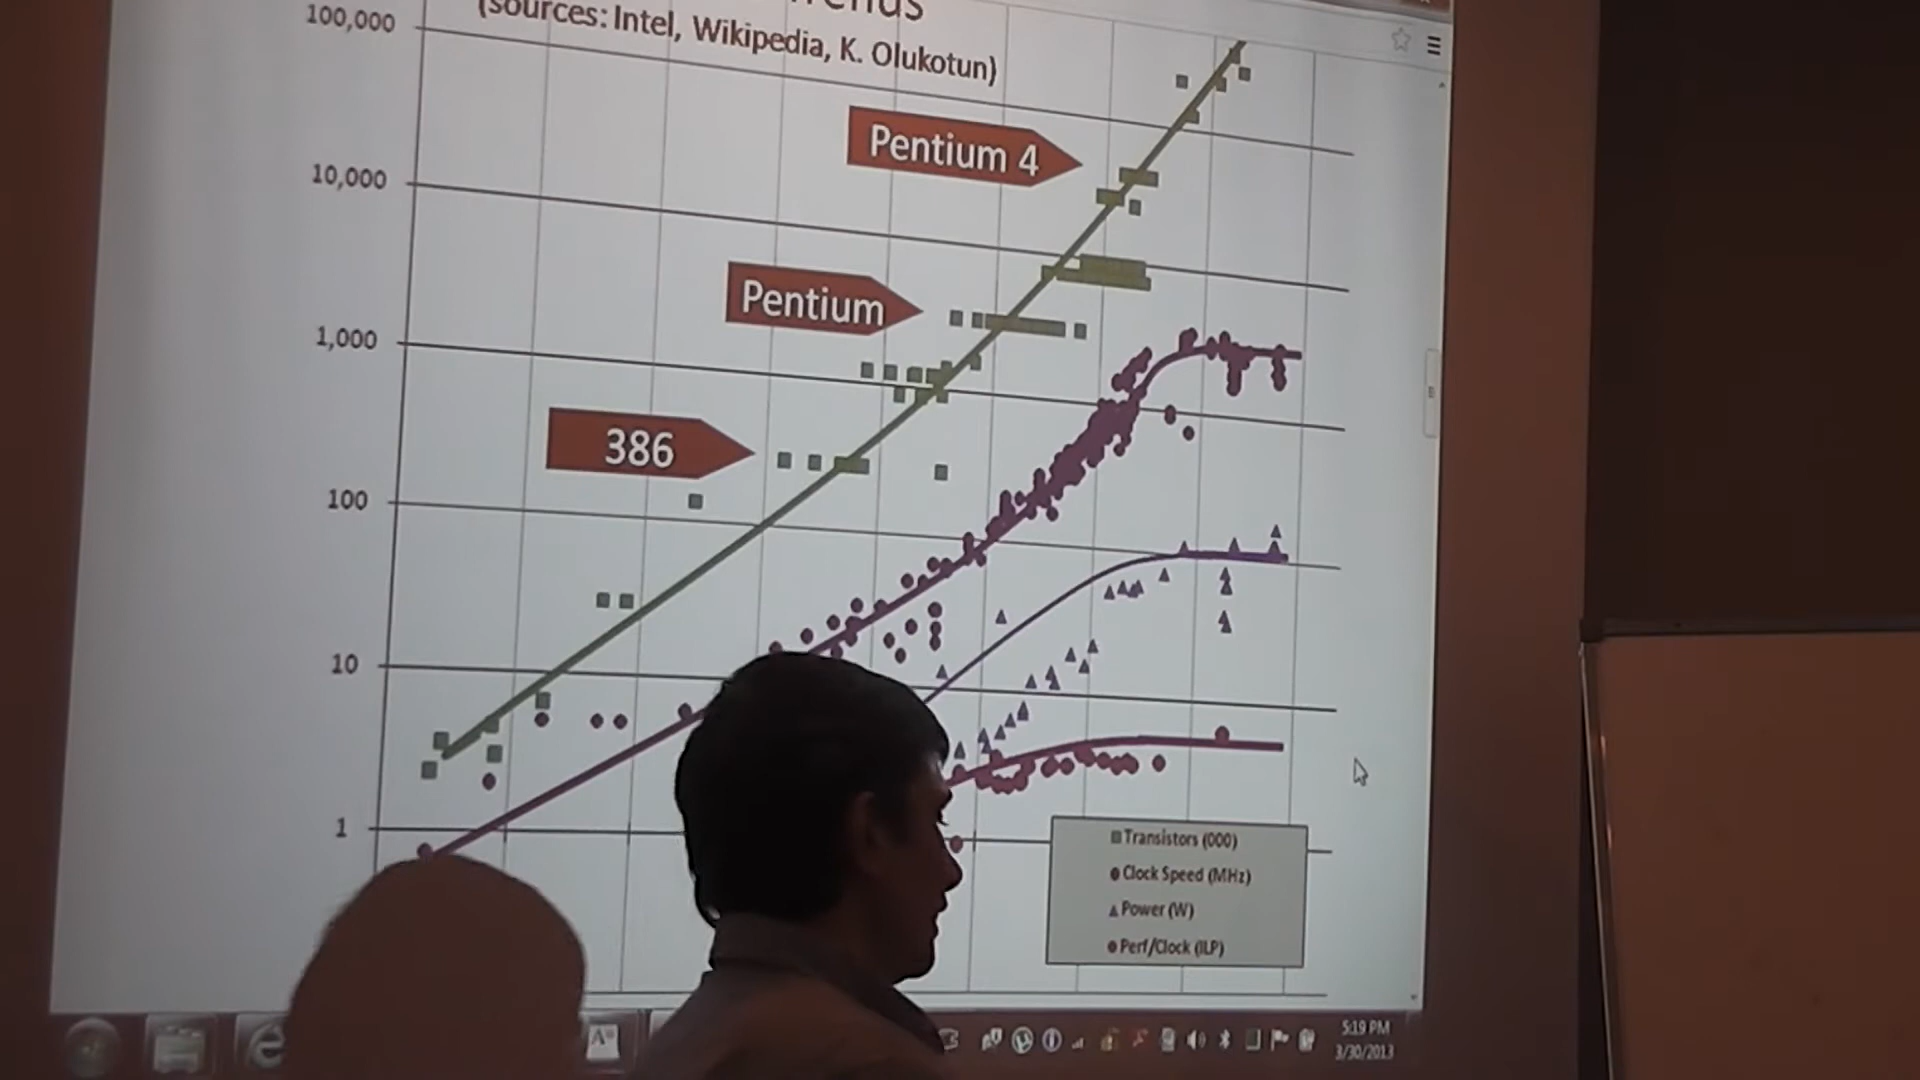 100,000
(sources: Intel, Wikipedia, K. Olukotun)
Pentium 4
10,000
Pentium
1,000
386
100
10
1
Transistors (000)
Clock Speed (MHz)
Power (W)
Perf/Clock (ILP)
5:19 PM
3/30/2013